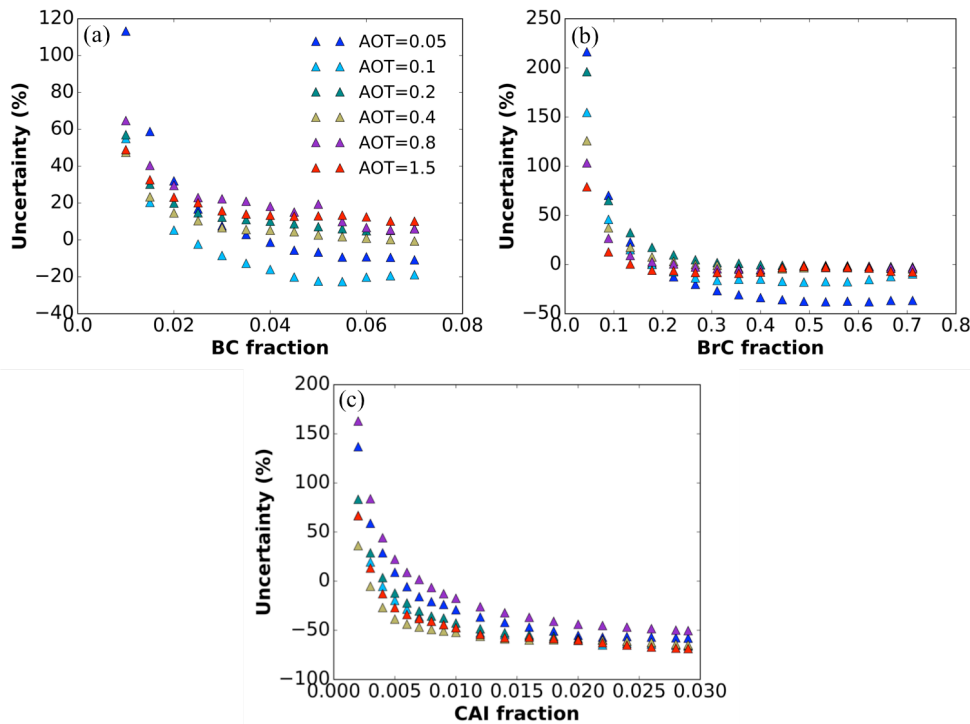 (a)
Uncertainty (%)
120
100
80
60
40
20
0
−20
−40
0.0
0.02
0.04
0.06
0.08
BC fraction
AOT=0.05
AOT=0.1
AOT=0.2
AOT=0.4
AOT=0.8
AOT=1.5
(b)
Uncertainty (%)
250
200
150
100
50
0
−50
0.0
0.1
0.2
0.3
0.4
0.5
0.6
0.7
0.8
BrC fraction
(c)
Uncertainty (%)
200
150
100
50
0
−50
−100
0.000
0.005
0.010
0.015
0.020
0.025
0.030
CAI fraction